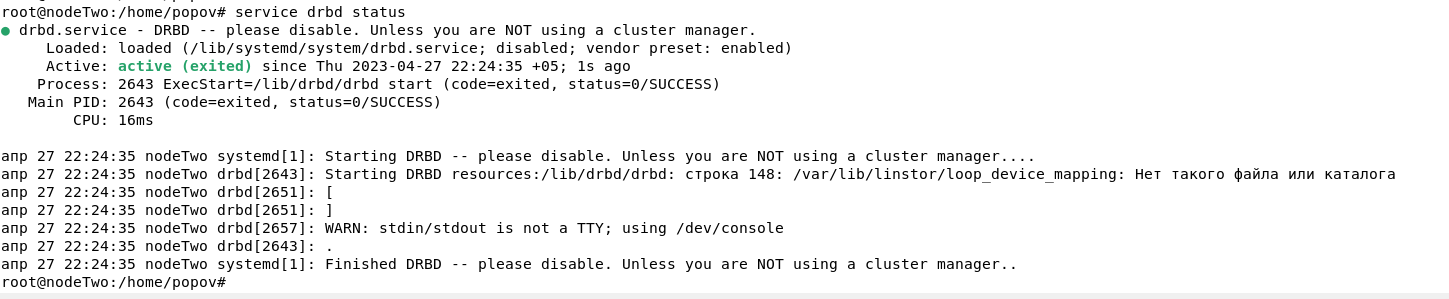 root@nodeTwo:/home/popov# service drbd status
● drbd.service - DRBD -- please disable. Unless you are NOT using a cluster manager.
     Loaded: loaded (/lib/systemd/system/drbd.service; disabled; vendor preset: enabled)
     Active: active (exited) since Thu 2023-04-27 22:24:35 +05; 1s ago
    Process: 2643 ExecStart=/lib/drbd/drbd start (code=exited, status=0/SUCCESS)
   Main PID: 2643 (code=exited, status=0/SUCCESS)
        CPU: 16ms

апр 27 22:24:35 nodeTwo systemd[1]: Starting DRBD -- please disable. Unless you are NOT using a cluster manager....
апр 27 22:24:35 nodeTwo drbd[2643]: Starting DRBD resources:/lib/drbd/drbd: строка 148: /var/lib/linstor/loop_device_mapping: Нет такого файла или каталога
апр 27 22:24:35 nodeTwo drbd[2651]: [
апр 27 22:24:35 nodeTwo drbd[2651]: ]
апр 27 22:24:35 nodeTwo drbd[2657]: WARN: stdin/stdout is not a TTY; using /dev/console
апр 27 22:24:35 nodeTwo drbd[2643]: .
апр 27 22:24:35 nodeTwo systemd[1]: Finished DRBD -- please disable. Unless you are NOT using a cluster manager..
root@nodeTwo:/home/popov#